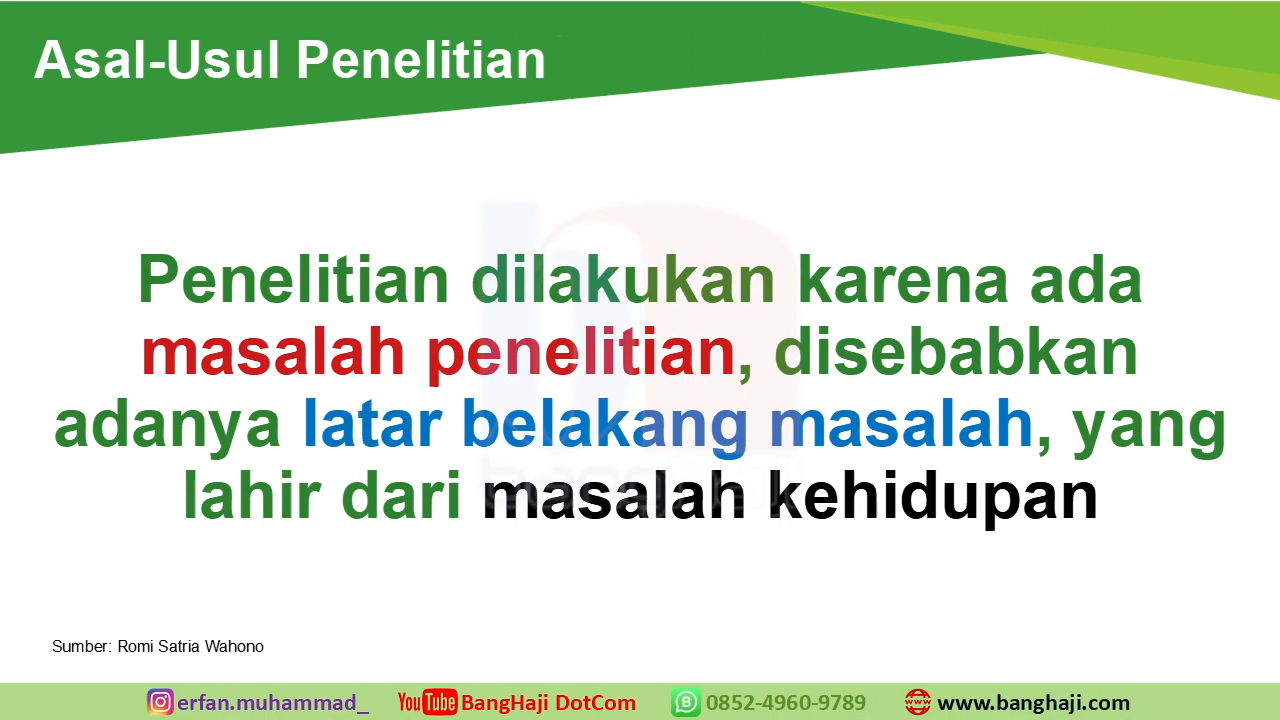 Asal-Usul Penelitian
Penelitian dilakukan karena ada
masalah penelitian, disebabkan
adanya latar belakang masalah, yang
lahir dari masalah kehidupan
Sumber: Romi Satria Wahono
erfan.muhammad_ YouTube BangHaji DotCom 0852-4960-9789 www.banghaji.com